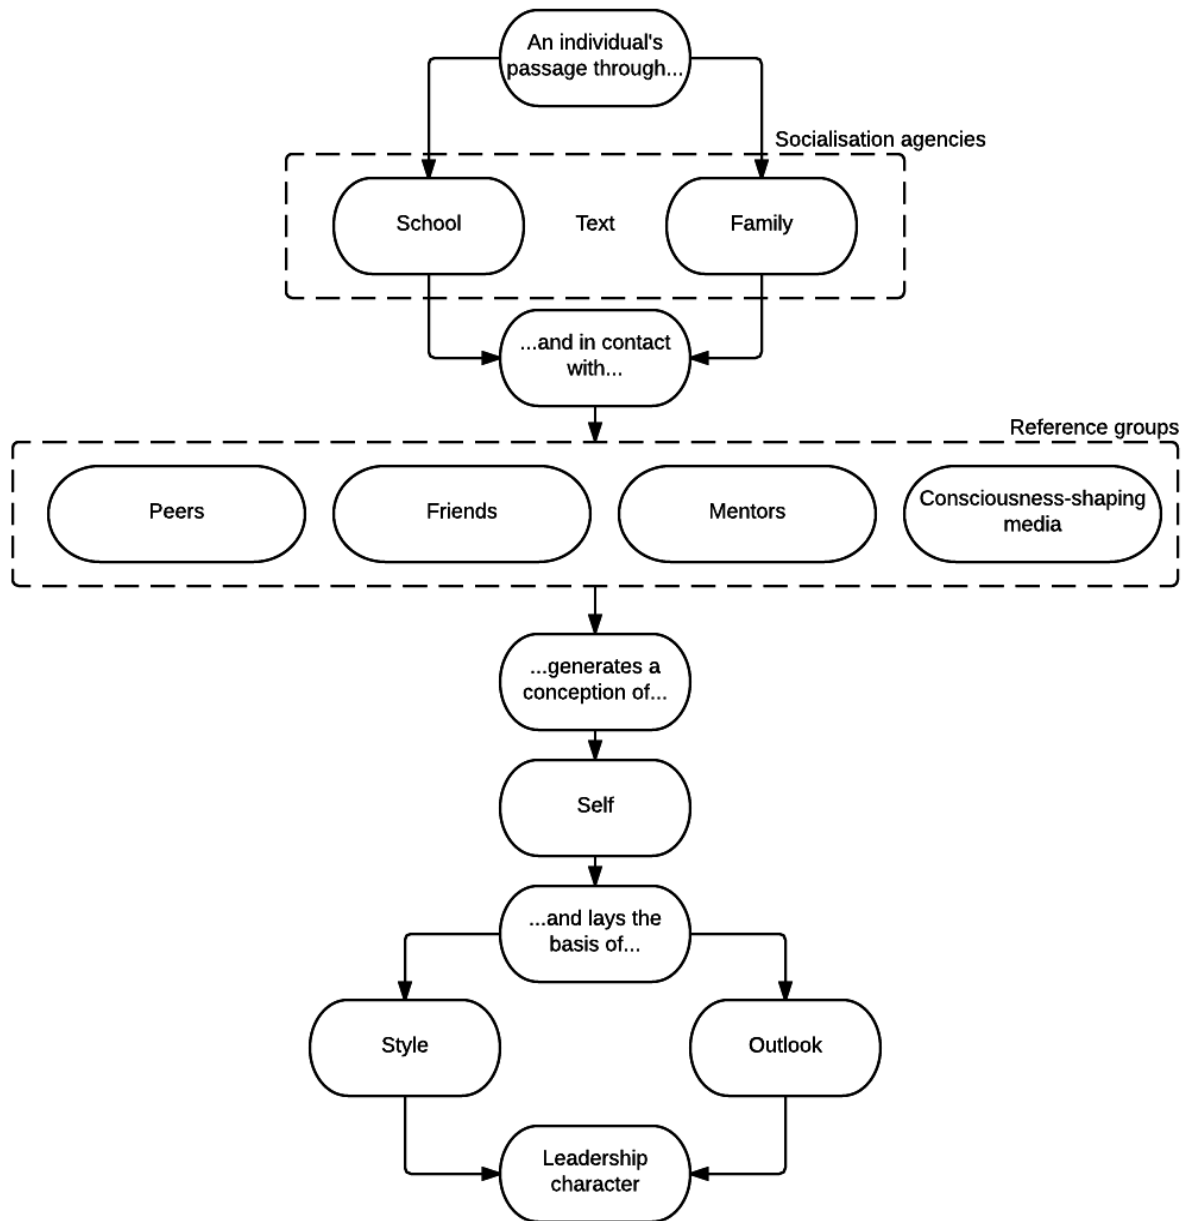 An individual's
passage through...
Socialisation agencies
School
Text
Family
...and in contact
with...
Reference groups
Peers
Friends
Mentors
Consciousness-shaping
media
...generates a
conception of...
Self
...and lays the
basis of...
Style
Outlook
Leadership
character